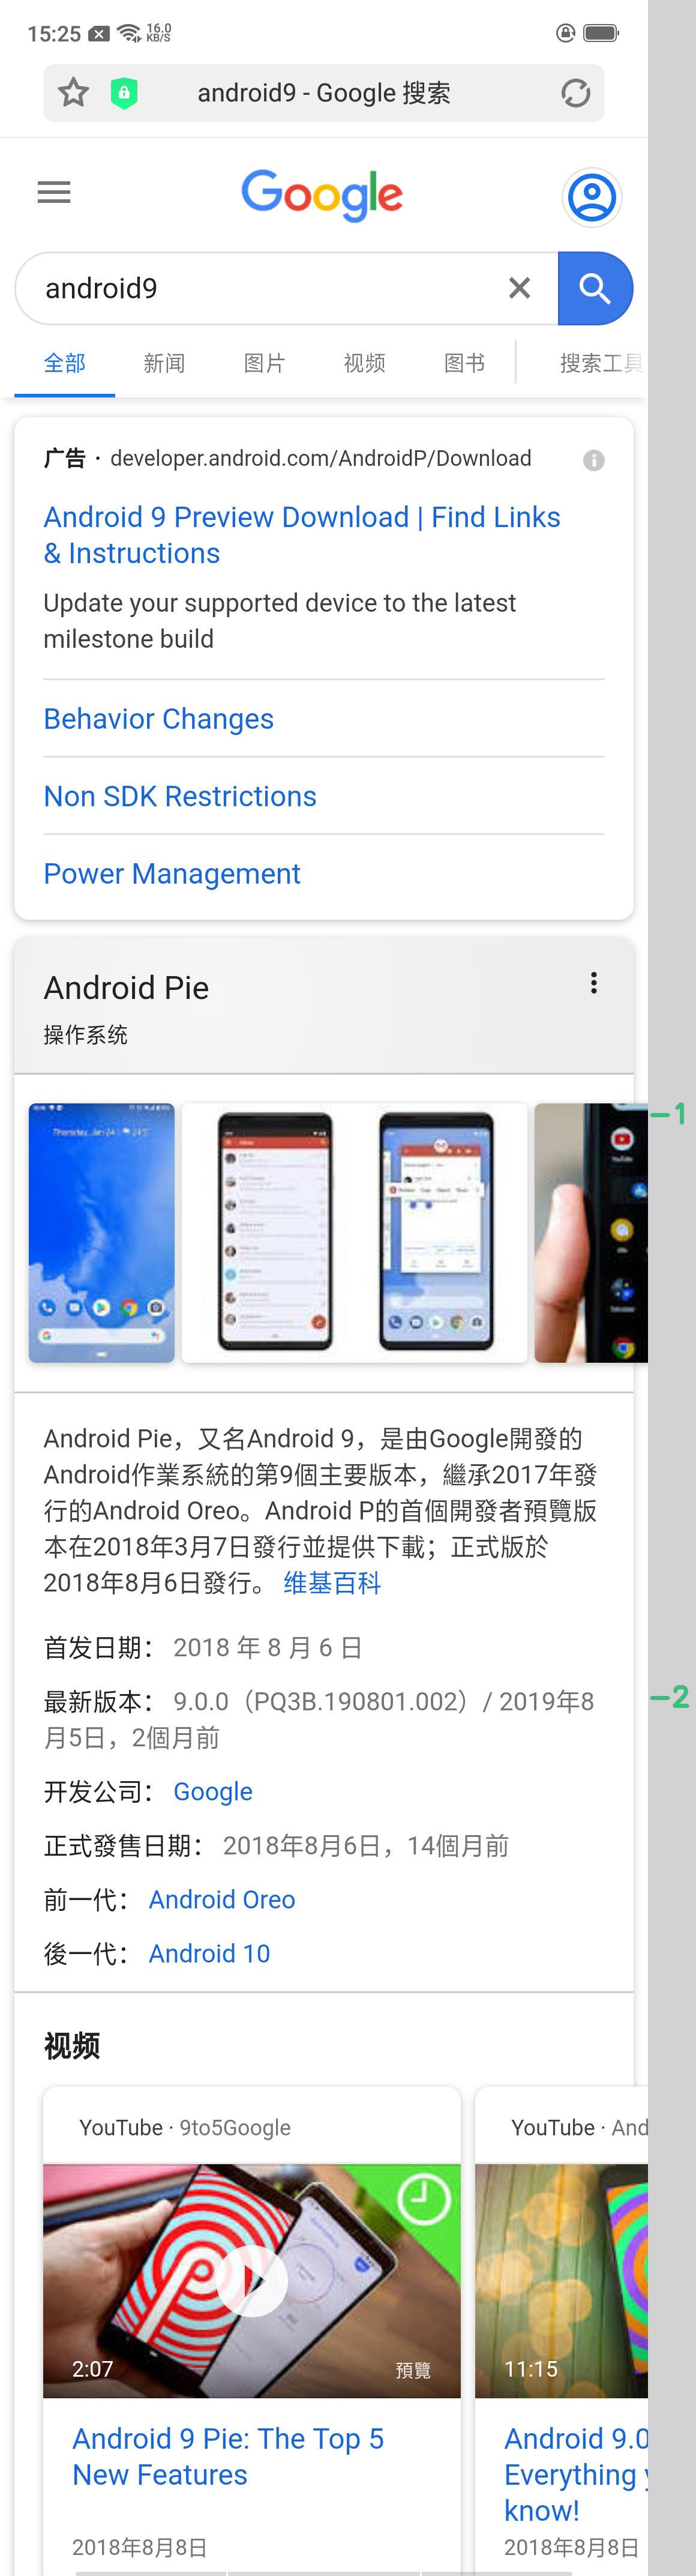 15:25 16.0 KB/S
android9 - Google 搜索
Google
android9
全部 新闻 图片 视频 图书 搜索工具
广告 · developer.android.com/AndroidP/Download
Android 9 Preview Download | Find Links
& Instructions
Update your supported device to the latest
milestone build
Behavior Changes
Non SDK Restrictions
Power Management
Android Pie
操作系统
-1
Android Pie，又名Android 9，是由Google開發的
Android作業系統的第9個主要版本，繼承2017年發
行的Android Oreo。Android P的首個開發者預覽版
本在2018年3月7日發行並提供下載；正式版於
2018年8月6日發行。 维基百科
首发日期： 2018 年 8 月 6 日
最新版本： 9.0.0（PQ3B.190801.002）/ 2019年8
-2
月5日，2個月前
开发公司： Google
正式發售日期： 2018年8月6日，14個月前
前一代： Android Oreo
後一代： Android 10
视频
YouTube · 9to5Google
YouTube · And
2:07 預覽
11:15
Android 9 Pie: The Top 5
New Features
2018年8月8日
Android 9.0
Everything
know!
2018年8月8日